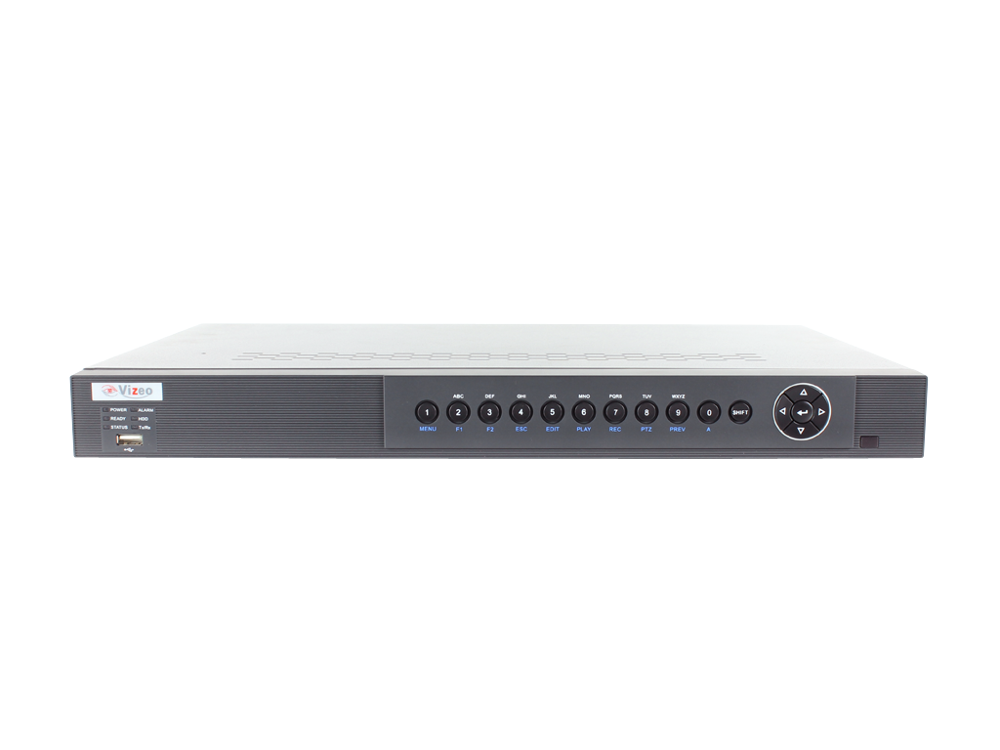 Vizeo
POWER ALARM
READY HDD
STATUS Tx/Rx
ABC DEF GHI JKL MNO PQRS TUV WXYZ
1 2 3 4 5 6 7 8 9 0 SHIFT
MENU F1 F2 ESC EDIT PLAY REC PTZ PREV A